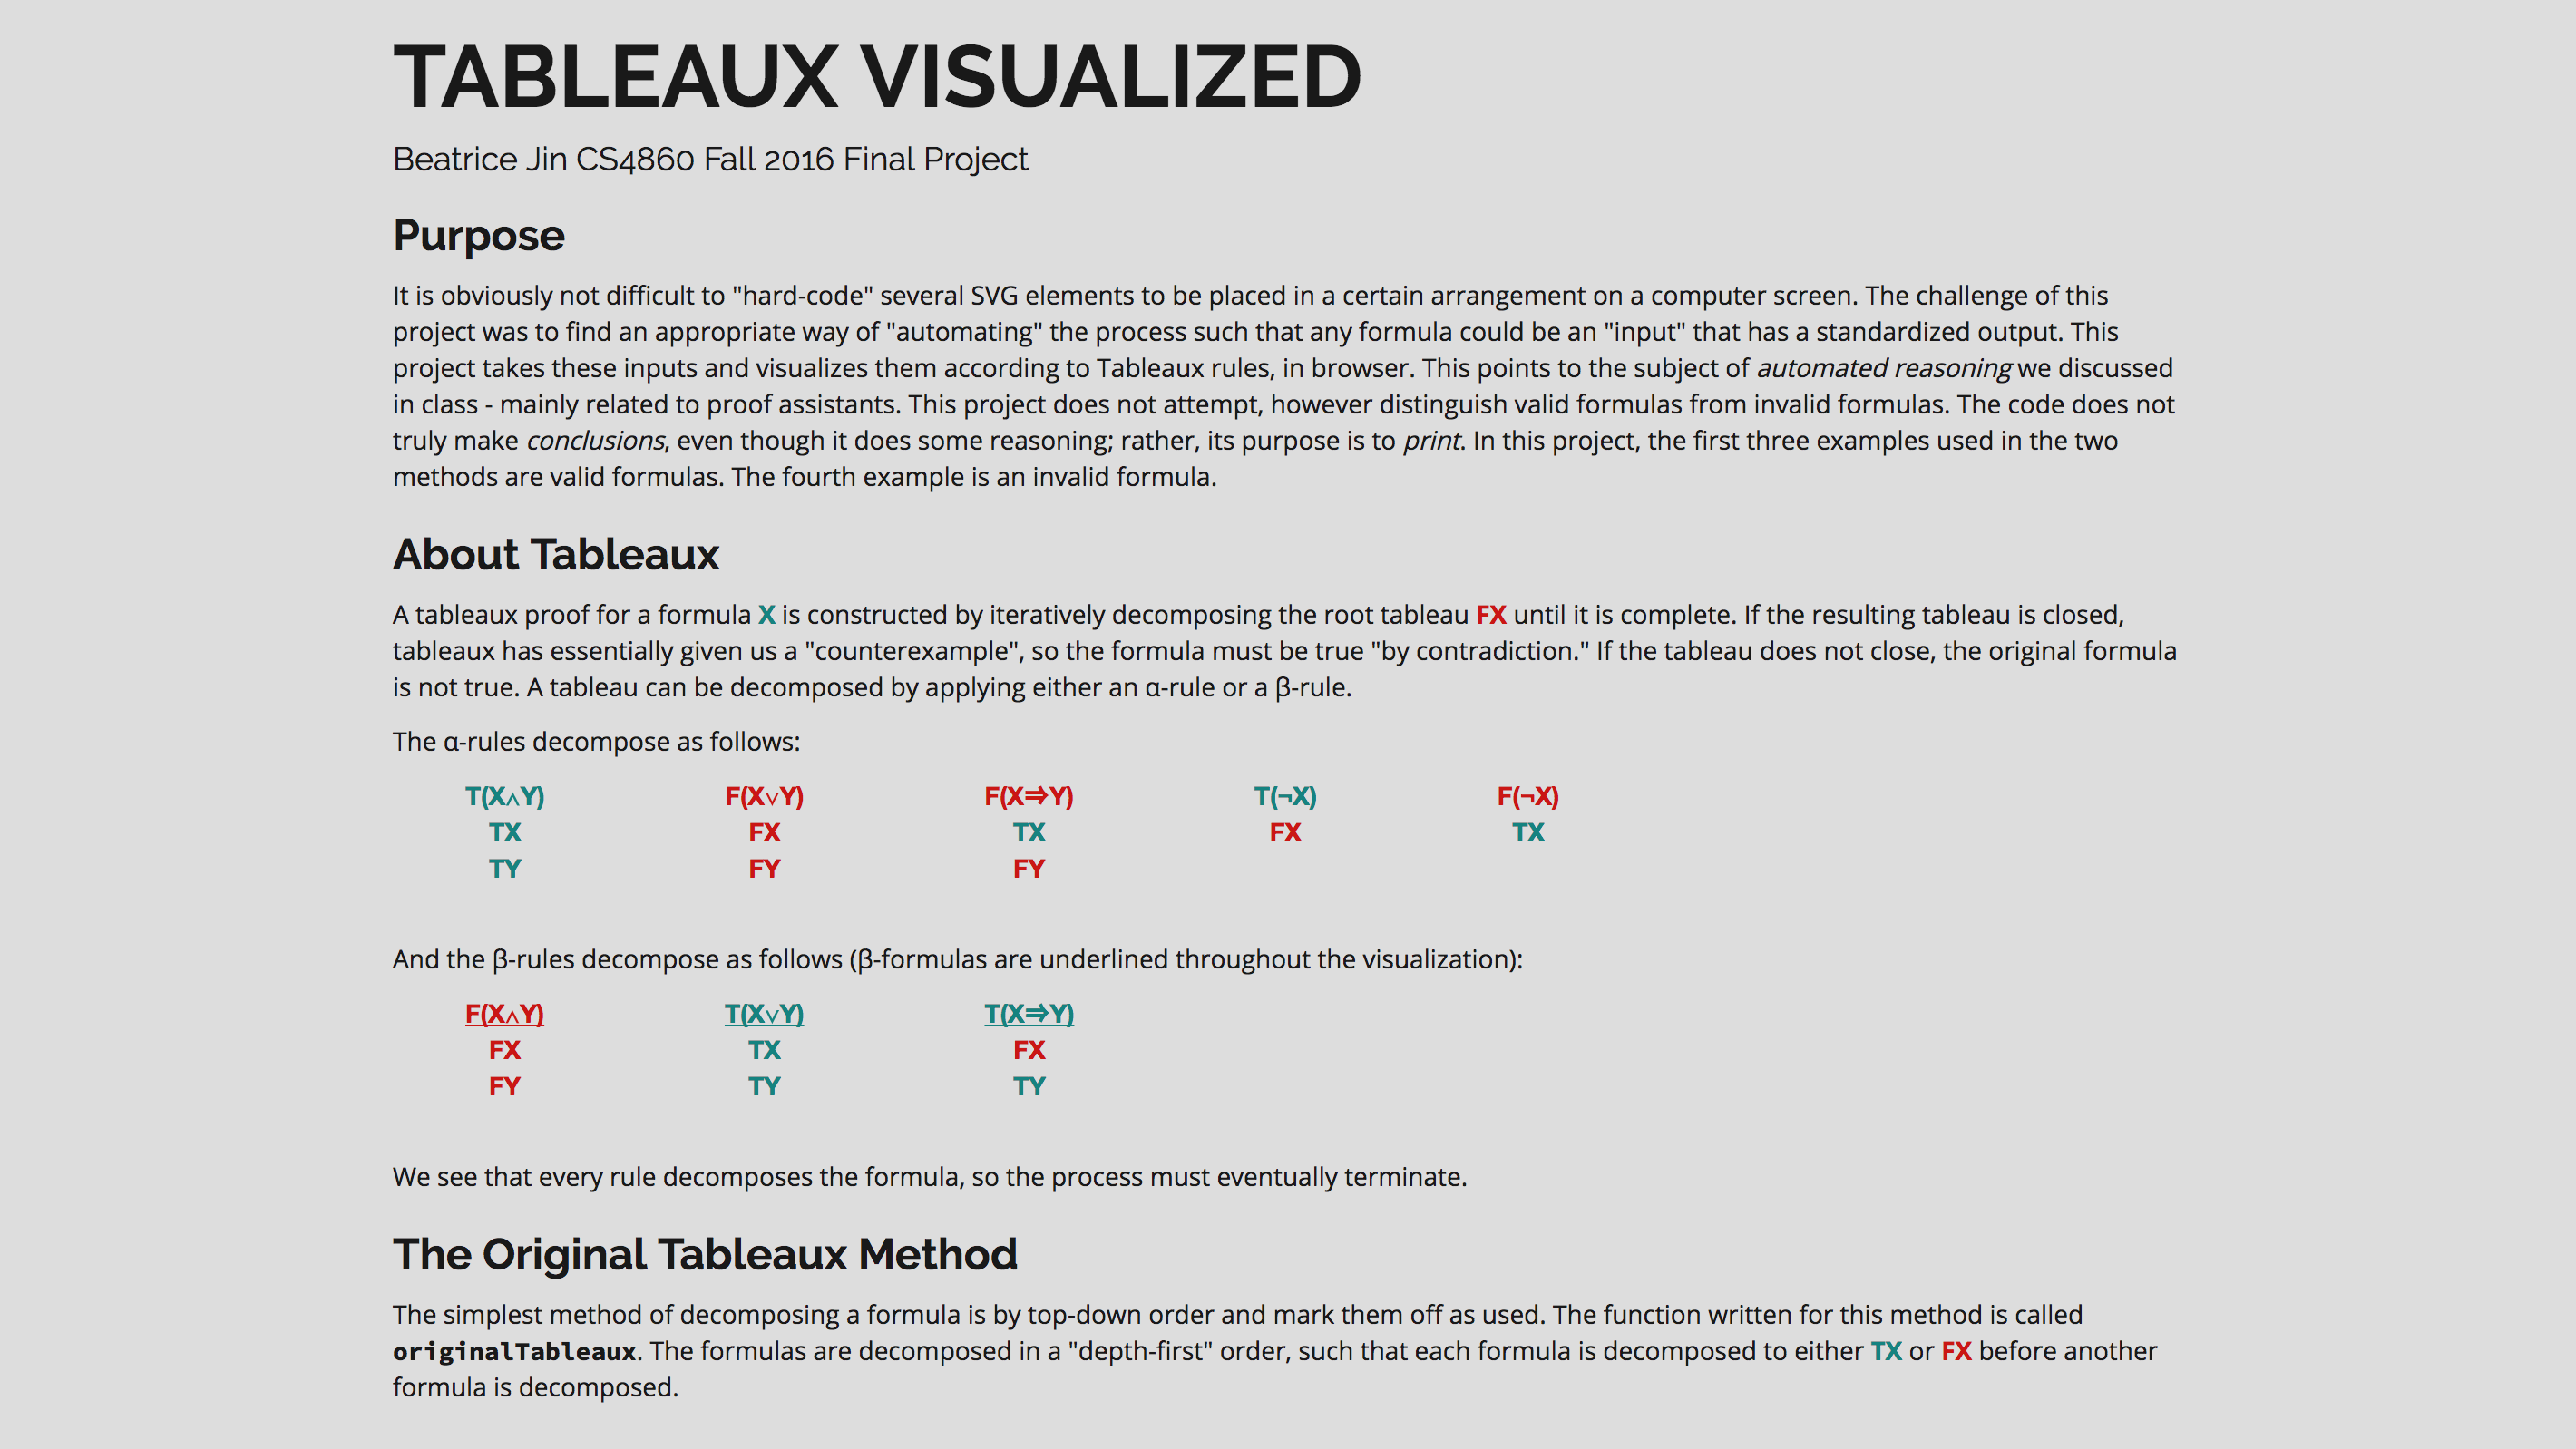 TABLEAUX VISUALIZED
Beatrice Jin CS4860 Fall 2016 Final Project
Purpose
It is obviously not difficult to "hard-code" several SVG elements to be placed in a certain arrangement on a computer screen. The challenge of this
project was to find an appropriate way of "automating" the process such that any formula could be an "input" that has a standardized output. This
project takes these inputs and visualizes them according to Tableaux rules, in browser. This points to the subject of automated reasoning we discussed
in class - mainly related to proof assistants. This project does not attempt, however distinguish valid formulas from invalid formulas. The code does not
truly make conclusions, even though it does some reasoning; rather, its purpose is to print. In this project, the first three examples used in the two
methods are valid formulas. The fourth example is an invalid formula.
About Tableaux
A tableaux proof for a formula X is constructed by iteratively decomposing the root tableau FX until it is complete. If the resulting tableau is closed,
tableaux has essentially given us a "counterexample", so the formula must be true "by contradiction." If the tableau does not close, the original formula
is not true. A tableau can be decomposed by applying either an α-rule or a β-rule.
The α-rules decompose as follows:
T(X∧Y) F(X∨Y) F(X⇒Y) T(¬X) F(¬X)
TX FX TX FX TX
TY FY FY
And the β-rules decompose as follows (β-formulas are underlined throughout the visualization):
F(X∧Y) T(X∨Y) T(X⇒Y)
FX TX FX
FY TY TY
We see that every rule decomposes the formula, so the process must eventually terminate.
The Original Tableaux Method
The simplest method of decomposing a formula is by top-down order and mark them off as used. The function written for this method is called
originalTableaux. The formulas are decomposed in a "depth-first" order, such that each formula is decomposed to either TX or FX before another
formula is decomposed.